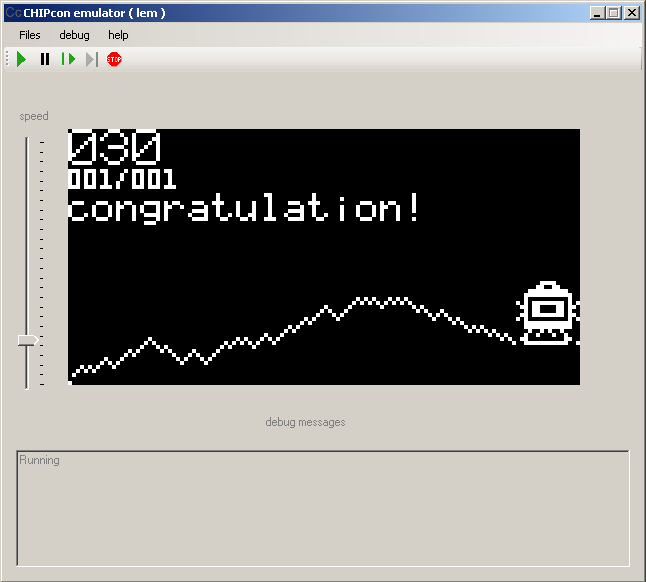 CHIPcon emulator ( lem )
Files debug help
STOP
speed
030
001/001
congratulation!
debug messages
Running